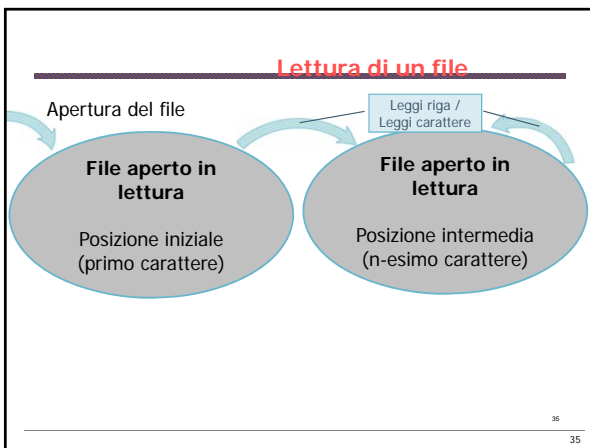 Lettura di un file
Apertura del file
Leggi riga /
Leggi carattere
File aperto in
lettura
Posizione iniziale
(primo carattere)
File aperto in
lettura
Posizione intermedia
(n-esimo carattere)
35
35